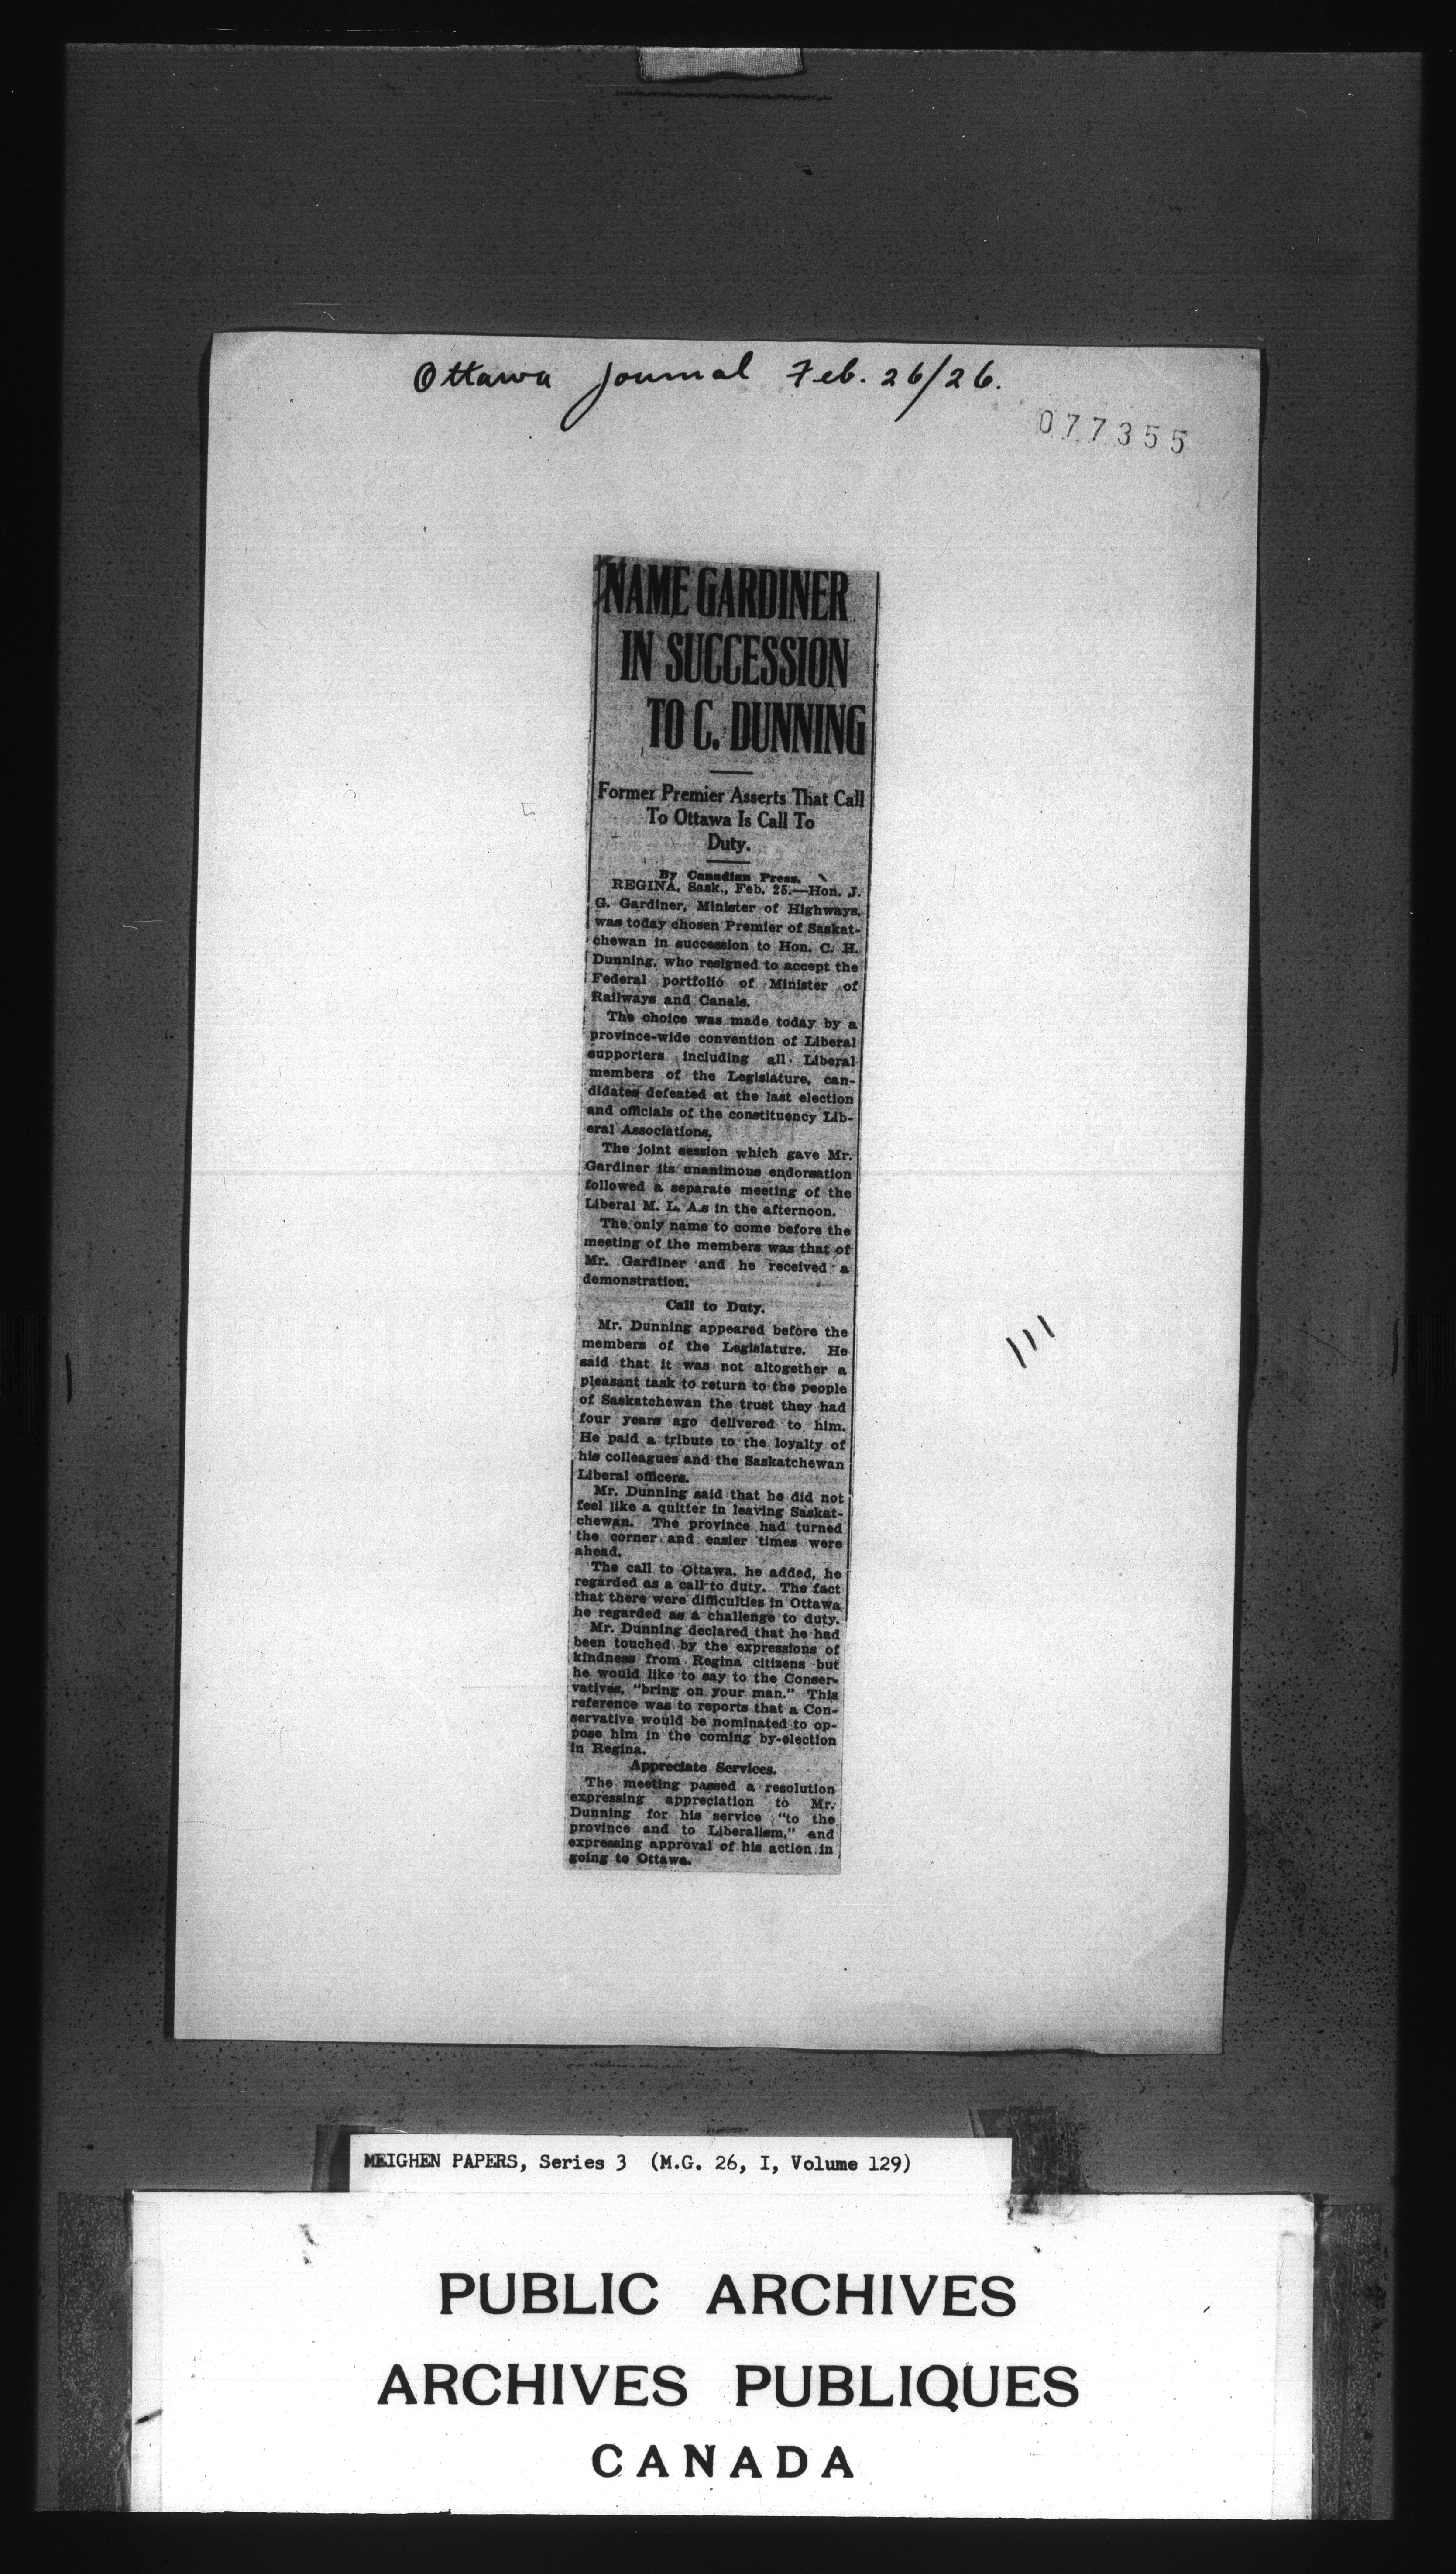 Ottawa Journal Feb. 26/26.
077355
NAME GARDINER
IN SUCCESSION
TO C. DUNNING
Former Premier Asserts That Call
To Ottawa Is Call To
Duty.
By Canadian Press.
REGINA, Sask., Feb. 25.—Hon. J.
G. Gardiner, Minister of Highways,
was today chosen Premier of Saskat-
chewan in succession to Hon. C. H.
Dunning, who resigned to accept the
Federal portfolio of Minister of
Railways and Canals.
The choice was made today by a
province-wide convention of Liberal
supporters including all Liberal
members of the Legislature, can-
didates defeated at the last election
and officials of the constituency Lib-
eral Associations.
The joint session which gave Mr.
Gardiner its unanimous endorsation
followed a separate meeting of the
Liberal M. L. A.s in the afternoon.
The only name to come before the
meeting of the members was that of
Mr. Gardiner and he received a
demonstration.
Call to Duty.
Mr. Dunning appeared before the
members of the Legislature. He
said that it was not altogether a
pleasant task to return to the people
of Saskatchewan the trust they had
four years ago delivered to him.
He paid a tribute to the loyalty of
his colleagues and the Saskatchewan
Liberal officers.
Mr. Dunning said that he did not
feel like a quitter in leaving Saskat-
chewan. The province had turned
the corner and easier times were
ahead.
The call to Ottawa, he added, he
regarded as a call to duty. The fact
that there were difficulties in Ottawa
he regarded as a challenge to duty.
Mr. Dunning declared that he had
been touched by the expressions of
kindness from Regina citizens but
he would like to say to the Conser-
vatives, "bring on your man." This
reference was to reports that a Con-
servative would be nominated to op-
pose him in the coming by-election
in Regina.
Appreciate Services.
The meeting passed a resolution
expressing appreciation to Mr.
Dunning for his service "to the
province and to Liberalism," and
expressing approval of his action in
going to Ottawa.
MEIGHEN PAPERS, Series 3 (M.G. 26, I, Volume 129)
PUBLIC ARCHIVES
ARCHIVES PUBLIQUES
CANADA